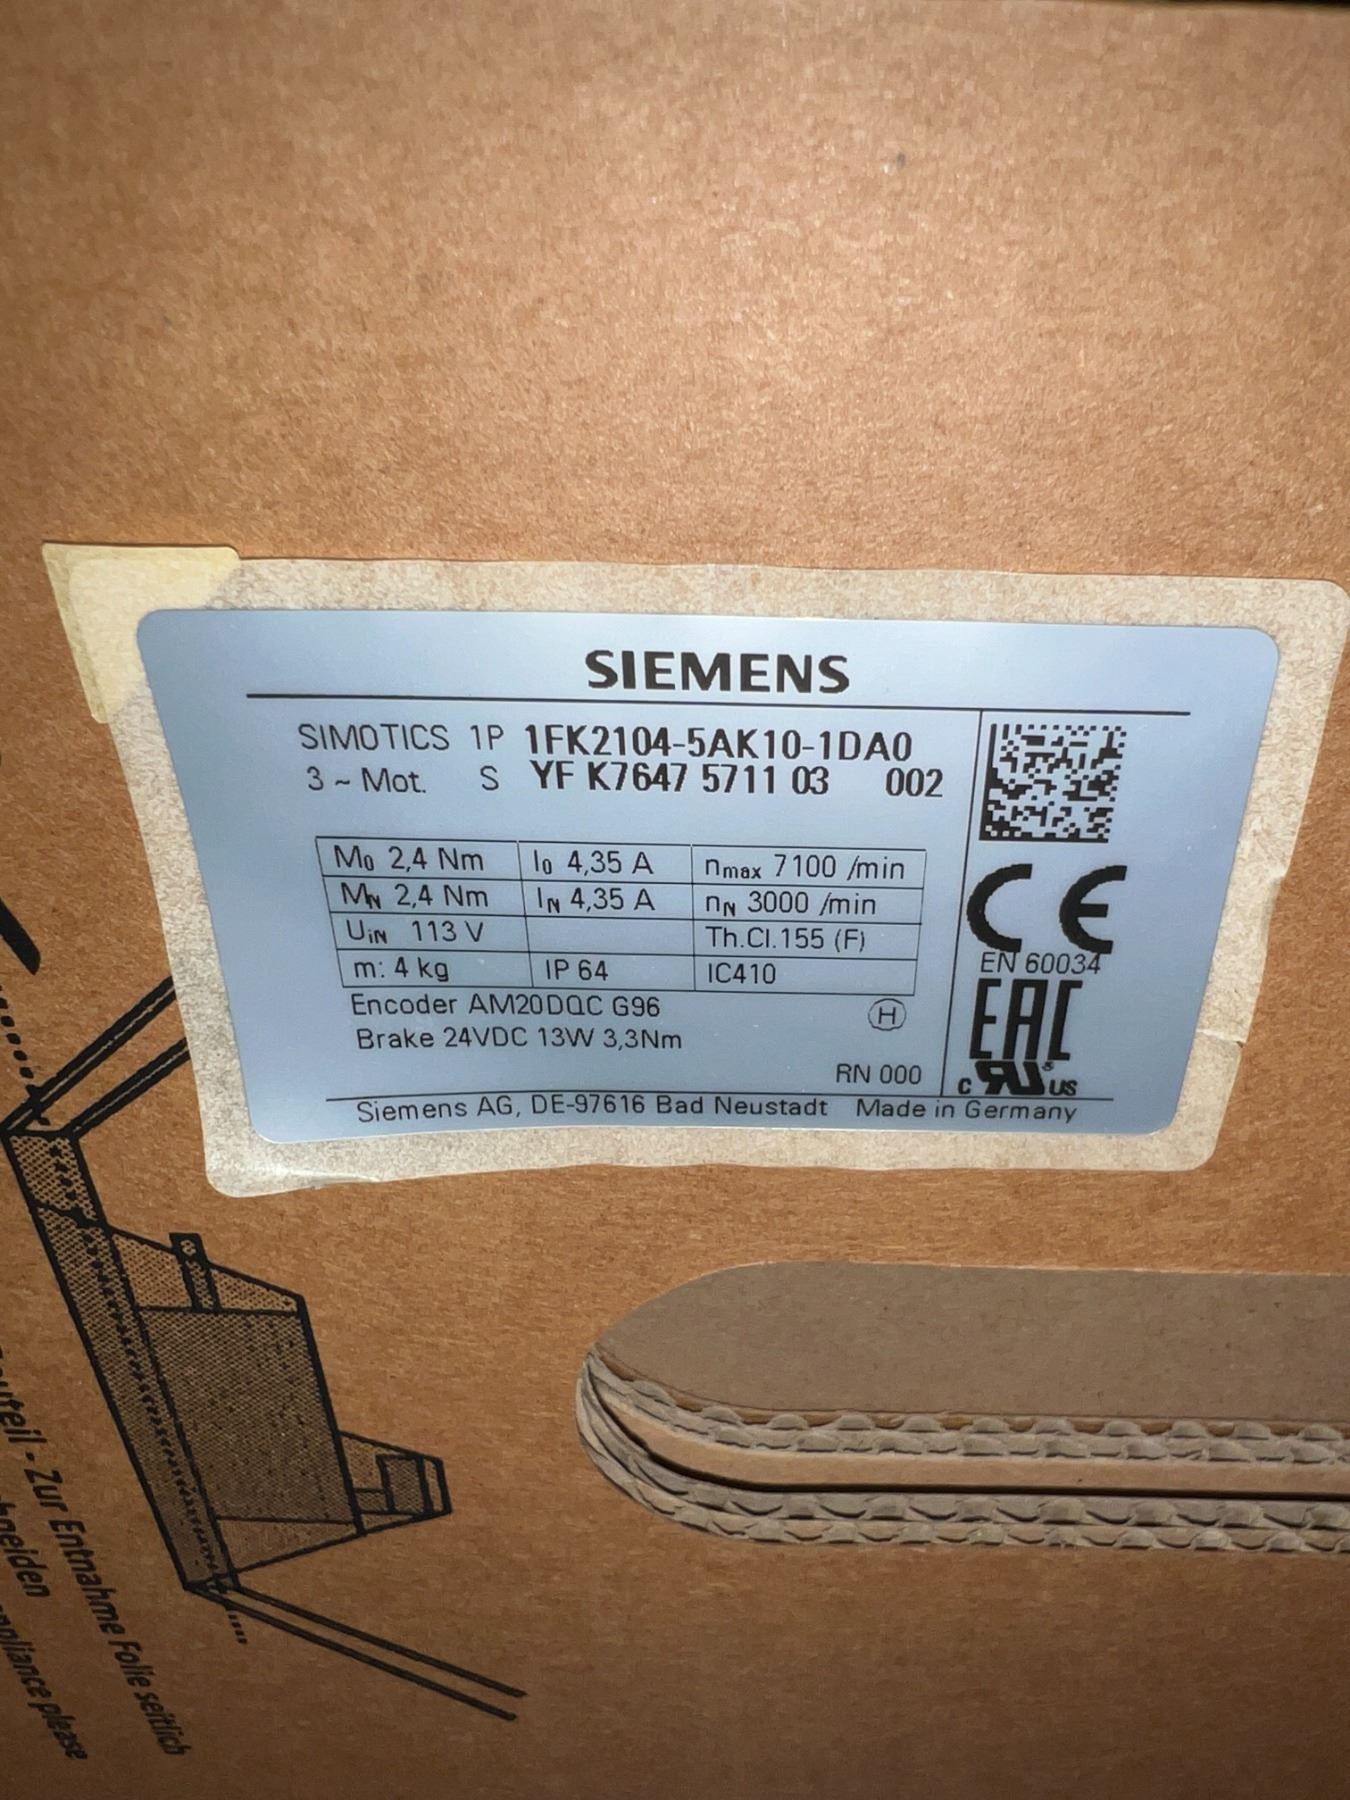 SIEMENS
SIMOTICS 1P 1FK2104-5AK10-1DA0
3 ~ Mot. S YF K7647 5711 03 002
M0 2,4 Nm I0 4,35 A nmax 7100 /min
MN 2,4 Nm IN 4,35 A nN 3000 /min
UiN 113 V Th.Cl.155 (F)
m: 4 kg IP 64 IC410
Encoder AM20DQC G96 H
Brake 24VDC 13W 3,3Nm
RN 000
CE
EN 60034
EAC
c RU ® US
Siemens AG, DE-97616 Bad Neustadt Made in Germany
- Zur Entnahme Folie seitlich
please